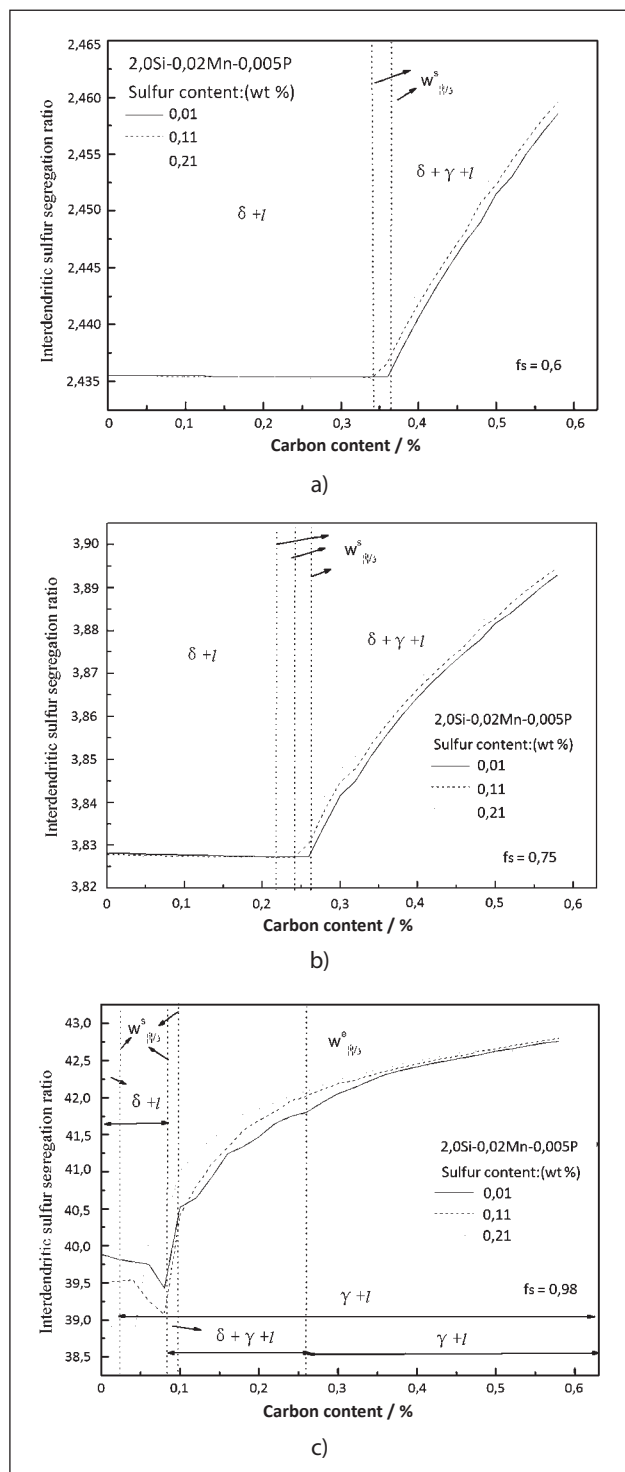 2,465
2,460
2,455
2,450
2,445
2,440
2,435
Interdendritic sulfur segregation ratio
2,0Si-0,02Mn-0,005P
Sulfur content:(wt %)
0,01
0,11
0,21
δ +l
δ + γ +l
fs = 0,6
0 0,1 0,2 0,3 0,4 0,5 0,6
Carbon content / %
a)
3,90
3,89
3,88
3,87
3,85
3,84
3,83
3,82
Interdendritic sulfur segregation ratio
δ +l
δ + γ +l
2,0Si-0,02Mn-0,005P
Sulfur content:(wt %)
0,01
0,11
0,21
fs = 0,75
0 0,1 0,2 0,3 0,4 0,5 0,6
Carbon content / %
b)
43,0
42,5
42,0
41,5
41,0
40,5
40,0
39,5
39,0
38,5
Interdendritic sulfur segregation ratio
δ +l
2,0Si-0,02Mn-0,005P
Sulfur content:(wt %)
0,01
0,11
0,21
fs = 0,98
γ +l
δ + γ +l
γ +l
0 0,1 0,2 0,3 0,4 0,5 0,6
Carbon content / %
c)